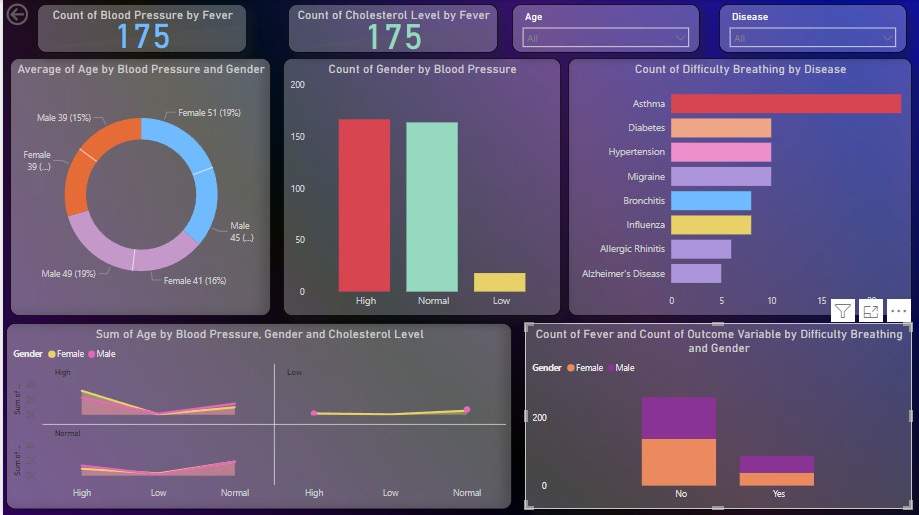 Count of Blood Pressure by Fever
175
Count of Cholesterol Level by Fever
175
Age
All
Disease
All
Average of Age by Blood Pressure and Gender
Female 51 (19%)
Male 39 (15%)
Female
39 (...)
Male
45 (...)
Male 49 (19%)
Female 41 (16%)
Count of Gender by Blood Pressure
200
150
100
50
0
High
Normal
Low
Count of Difficulty Breathing by Disease
Asthma
Diabetes
Hypertension
Migraine
Bronchitis
Influenza
Allergic Rhinitis
Alzheimer's Disease
0
5
10
15
Sum of Age by Blood Pressure, Gender and Cholesterol Level
Gender Female Male
High
Low
Sum of ...
Normal
Sum of ...
High
Low
Normal
High
Low
Normal
Count of Fever and Count of Outcome Variable by Difficulty Breathing
and Gender
Gender Female Male
200
0
No
Yes